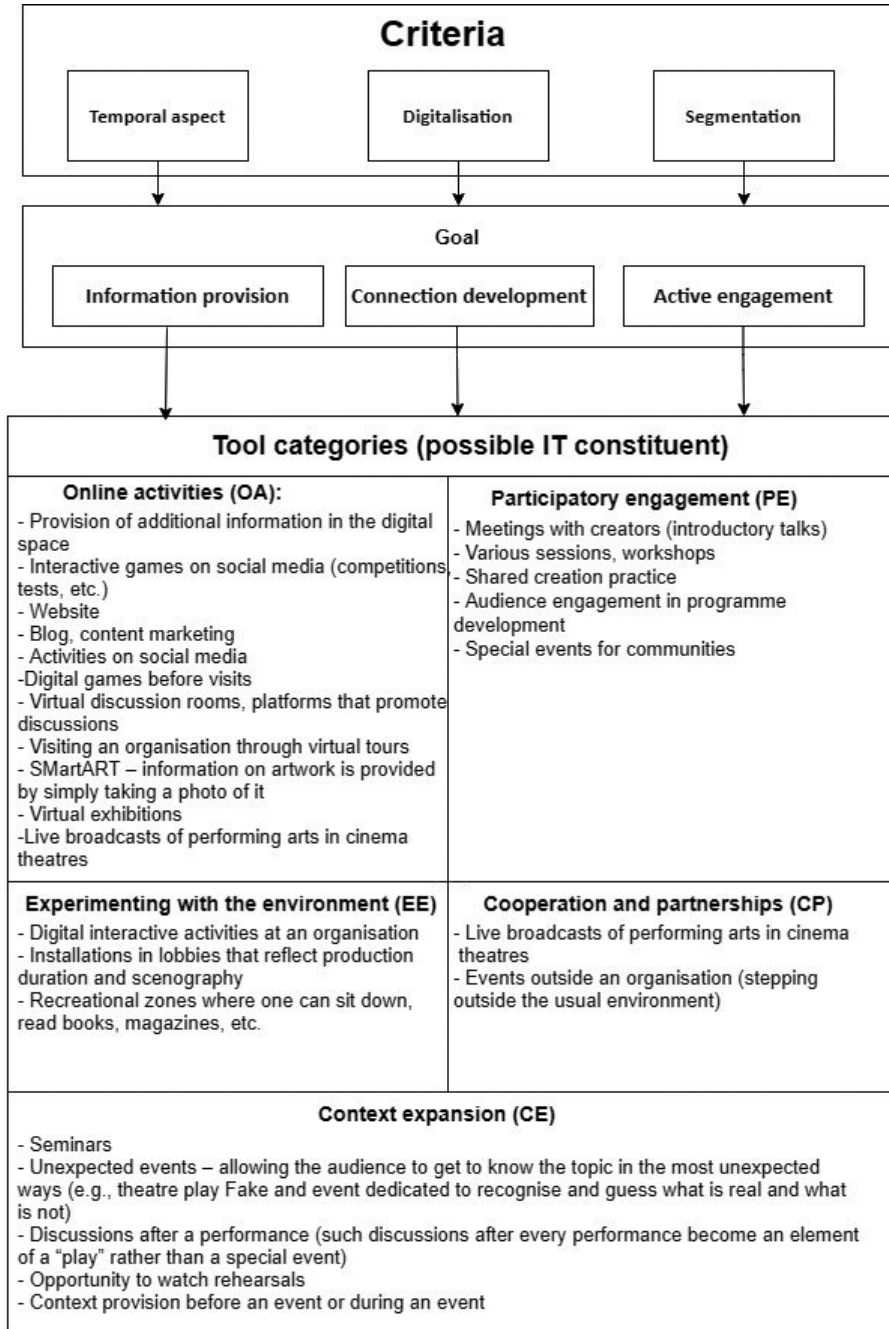 Criteria
Temporal aspect
Digitalisation
Segmentation
Goal
Information provision
Connection development
Active engagement
Tool categories (possible IT constituent)
Online activities (OA):
- Provision of additional information in the digital
space
- Interactive games on social media (competitions,
tests, etc.)
- Website
- Blog, content marketing
- Activities on social media
-Digital games before visits
- Virtual discussion rooms, platforms that promote
discussions
- Visiting an organisation through virtual tours
- SMartART – information on artwork is provided
by simply taking a photo of it
- Virtual exhibitions
-Live broadcasts of performing arts in cinema
theatres
Participatory engagement (PE)
- Meetings with creators (introductory talks)
- Various sessions, workshops
- Shared creation practice
- Audience engagement in programme
development
- Special events for communities
Experimenting with the environment (EE)
- Digital interactive activities at an organisation
- Installations in lobbies that reflect production
duration and scenography
- Recreational zones where one can sit down,
read books, magazines, etc.
Cooperation and partnerships (CP)
- Live broadcasts of performing arts in cinema
theatres
- Events outside an organisation (stepping
outside the usual environment)
Context expansion (CE)
- Seminars
- Unexpected events – allowing the audience to get to know the topic in the most unexpected
ways (e.g., theatre play Fake and event dedicated to recognise and guess what is real and what
is not)
- Discussions after a performance (such discussions after every performance become an element
of a “play” rather than a special event)
- Opportunity to watch rehearsals
- Context provision before an event or during an event